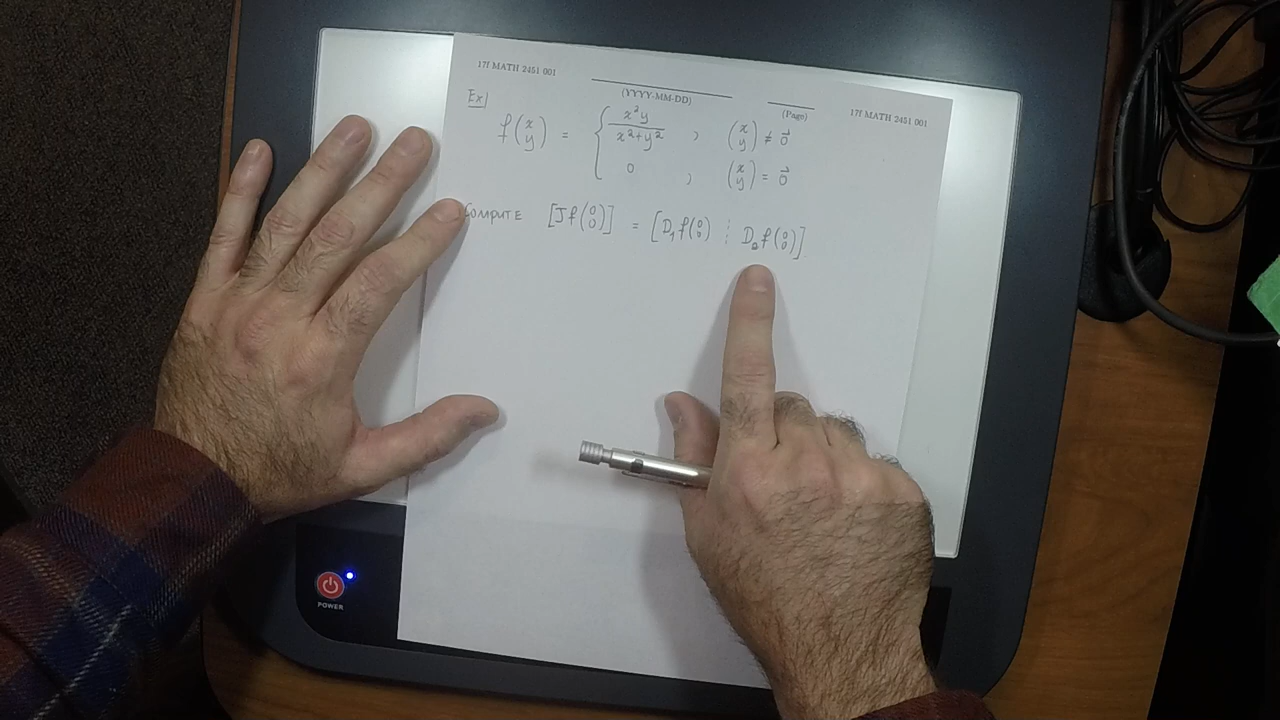 17f MATH 2451 001
(YYYY-MM-DD)
(Page)
17f MATH 2451 001
Ex|
f(x y) = { x²y / x²+y² , (x y) ≠ 0⃗
0 , (x y) = 0⃗
COMPUTE [Jf(0 0)] = [D₁f(0 0) ⋮ D₂f(0 0)].
POWER